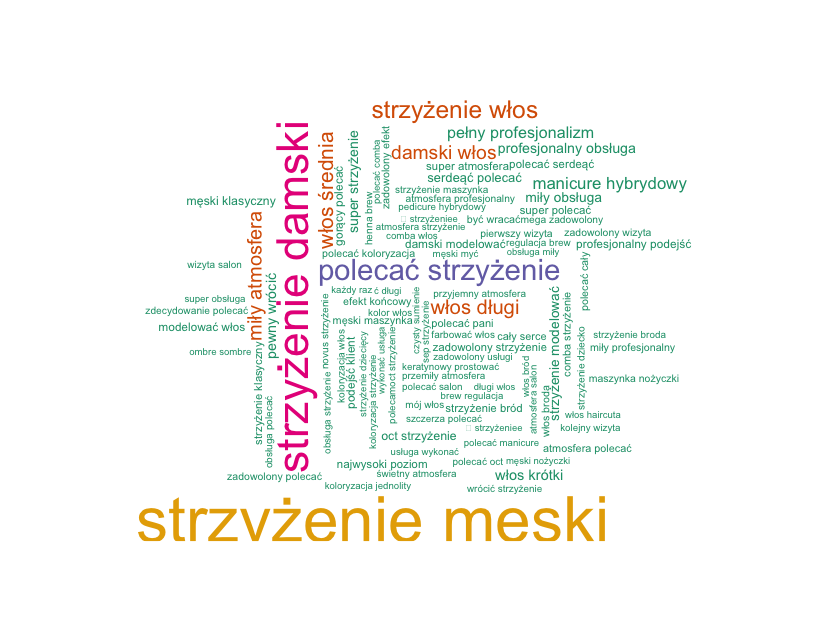 strzyżenie włos
pełny profesjonalizm
damski włos
profesjonalny obsługa
super atmosfera
polecać serdeąć
serdeąć polecać
manicure hybrydowy
strzyżenie maszynka
atmosfera profesjonalny
miły obsługa
pedicure hybrydowy
super polecać
strzyżeniee
być wracać
mega zadowolony
atmosfera strzyżenie
comba włos
pierwszy wizyta
zadowolony wizyta
damski modelować
regulacja brew
profesjonalny podejść
polecać koloryzacja
męski myć
obsługa miły
męski klasyczny
strzyżenie damski
włos średnia
gorący polecać
super strzyżenie
henna brew
polecać comba
zadowolony efekt
miły atmosfera
pewny wrócić
wizyta salon
super obsługa
zdecydowanie polecać
modelować włos
ombre sombre
polecać strzyżenie
każdy raz
ć długi
przyjemny atmosfera
efekt końcowy
kolor włos
włos długi
męski maszynka
polecać pani
farbować włos
cały serce
zadowolony strzyżenie
zadowolony usługi
keratynowy prostować
przemiły atmosfera
polecać salon
długi włos
brew regulacja
mój włos
strzyżenie bród
szczerza polecać
strzyżeniee
oct strzyżenie
polecać manicure
usługa wykonać
najwysoki poziom
polecać oct
męski nożyczki
świetny atmosfera
włos krótki
koloryzacja jednolity
wrócić strzyżenie
zadowolony polecać
strzyżenie klasyczny
obsługa polecać
novus strzyżenie
obsługa strzyżenie
koloryzacja włos
podejść klient
strzyżenie dziecięcy
koloryzacja strzyżenie
wykonać usługa
polecam
oct strzyżenie
czysty sumienie
sep strzyżenie
włos bród
atmosfera salon
włos broda
strzyżenie modelować
comba strzyżenie
strzyżenie dziecko
polecać cały
strzyżenie broda
miły profesjonalny
maszynka nożyczki
włos haircuta
kolejny wizyta
atmosfera polecać
strzyżenie męski